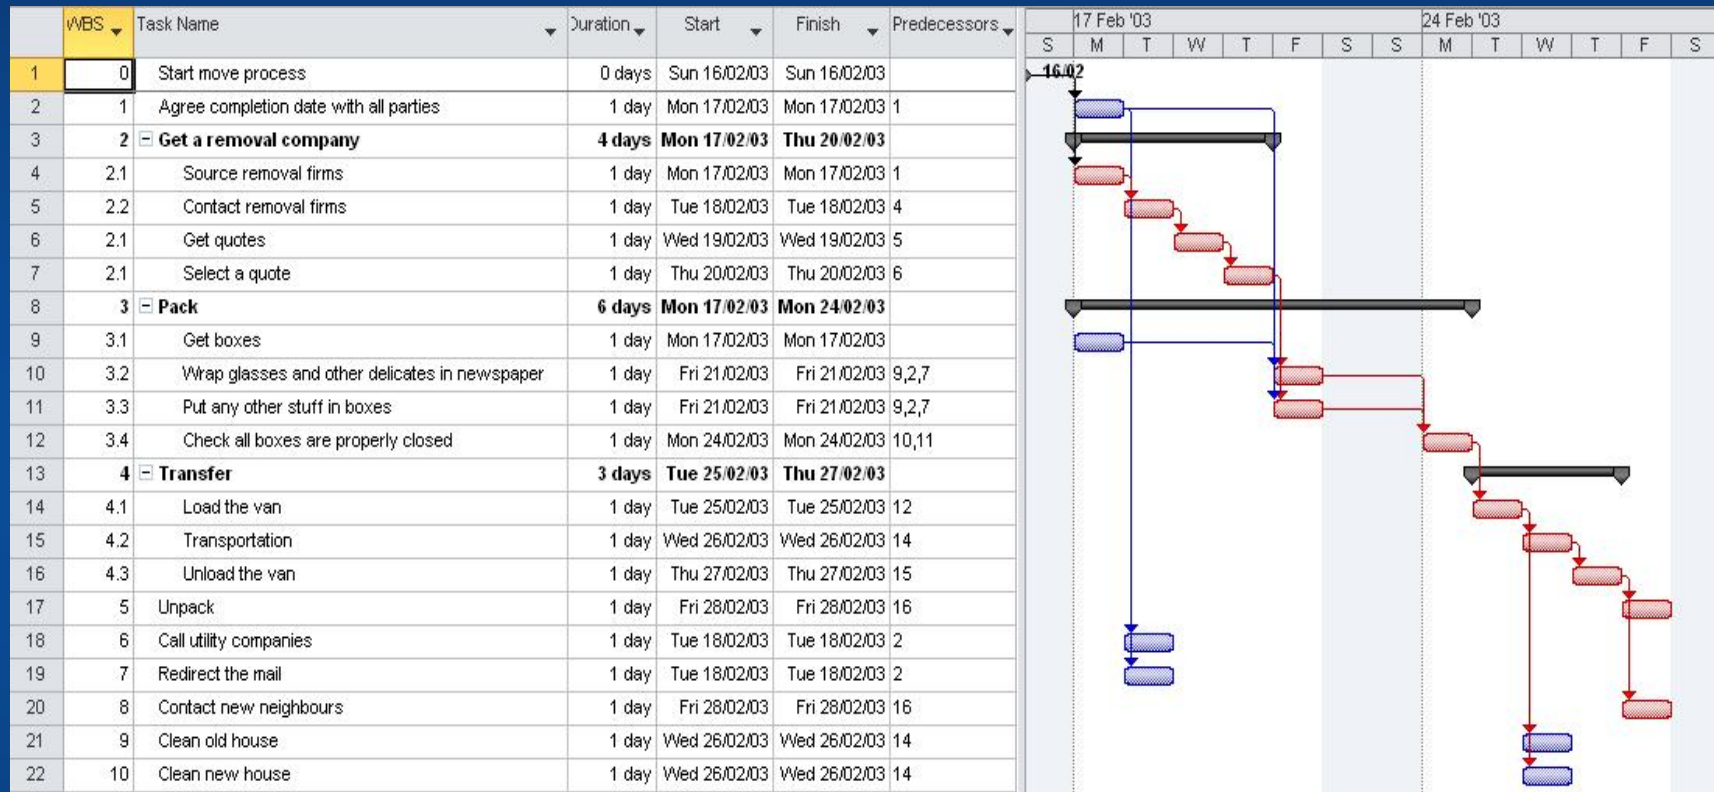 WBS Task Name Duration Start Finish Predecessors 17 Feb '03 24 Feb '03
S M T W T F S S M T W T F S
1 0 Start move process 0 days Sun 16/02/03 Sun 16/02/03 16/02
2 1 Agree completion date with all parties 1 day Mon 17/02/03 Mon 17/02/03 1
3 2 Get a removal company 4 days Mon 17/02/03 Thu 20/02/03
4 2.1 Source removal firms 1 day Mon 17/02/03 Mon 17/02/03 1
5 2.2 Contact removal firms 1 day Tue 18/02/03 Tue 18/02/03 4
6 2.1 Get quotes 1 day Wed 19/02/03 Wed 19/02/03 5
7 2.1 Select a quote 1 day Thu 20/02/03 Thu 20/02/03 6
8 3 Pack 6 days Mon 17/02/03 Mon 24/02/03
9 3.1 Get boxes 1 day Mon 17/02/03 Mon 17/02/03
10 3.2 Wrap glasses and other delicates in newspaper 1 day Fri 21/02/03 Fri 21/02/03 9,2,7
11 3.3 Put any other stuff in boxes 1 day Fri 21/02/03 Fri 21/02/03 9,2,7
12 3.4 Check all boxes are properly closed 1 day Mon 24/02/03 Mon 24/02/03 10,11
13 4 Transfer 3 days Tue 25/02/03 Thu 27/02/03
14 4.1 Load the van 1 day Tue 25/02/03 Tue 25/02/03 12
15 4.2 Transportation 1 day Wed 26/02/03 Wed 26/02/03 14
16 4.3 Unload the van 1 day Thu 27/02/03 Thu 27/02/03 15
17 5 Unpack 1 day Fri 28/02/03 Fri 28/02/03 16
18 6 Call utility companies 1 day Tue 18/02/03 Tue 18/02/03 2
19 7 Redirect the mail 1 day Tue 18/02/03 Tue 18/02/03 2
20 8 Contact new neighbours 1 day Fri 28/02/03 Fri 28/02/03 16
21 9 Clean old house 1 day Wed 26/02/03 Wed 26/02/03 14
22 10 Clean new house 1 day Wed 26/02/03 Wed 26/02/03 14